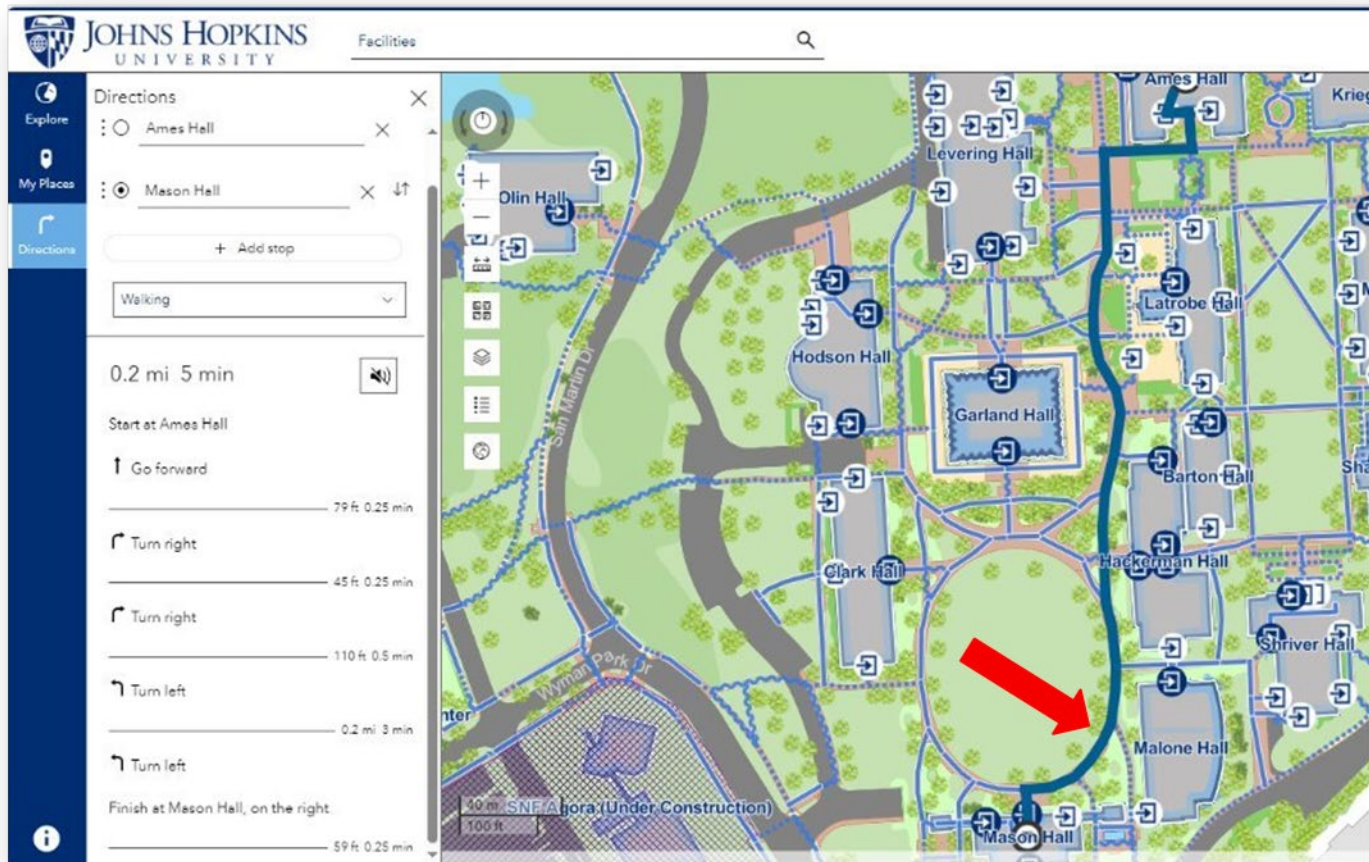 JOHNS HOPKINS
UNIVERSITY
Facilities
Explore
My Places
Directions
Directions
Ames Hall
Mason Hall
+ Add stop
Walking
0.2 mi 5 min
Start at Ames Hall
Go forward
79 ft 0.25 min
Turn right
45 ft 0.25 min
Turn right
110 ft 0.5 min
Turn left
0.2 mi 3 min
Turn left
Finish at Mason Hall, on the right
59 ft 0.25 min
Ames Hall
Krieg
Levering Hall
Olin Hall
Latrobe Hall
M
Hodson Hall
San Martin Dr
Garland Hall
Barton Hall
Sha
Clark Hall
Hackerman Hall
Shriver Hall
Wyman Park Dr
nter
Malone Hall
40 m
SNF Agora (Under Construction)
100 ft
Mason Hall